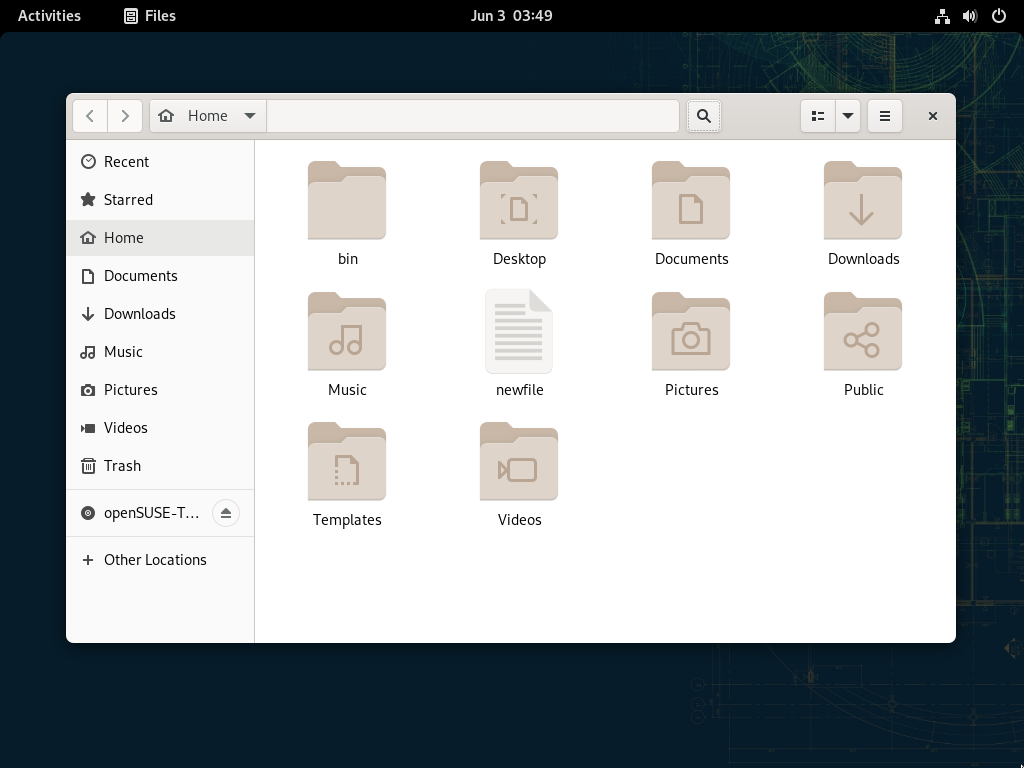 Activities
Files
Jun 3 03:49
Home
Recent
Starred
Home
Documents
Downloads
Music
Pictures
Videos
Trash
openSUSE-T...
Other Locations
bin
Desktop
Documents
Downloads
Music
newfile
Pictures
Public
Templates
Videos